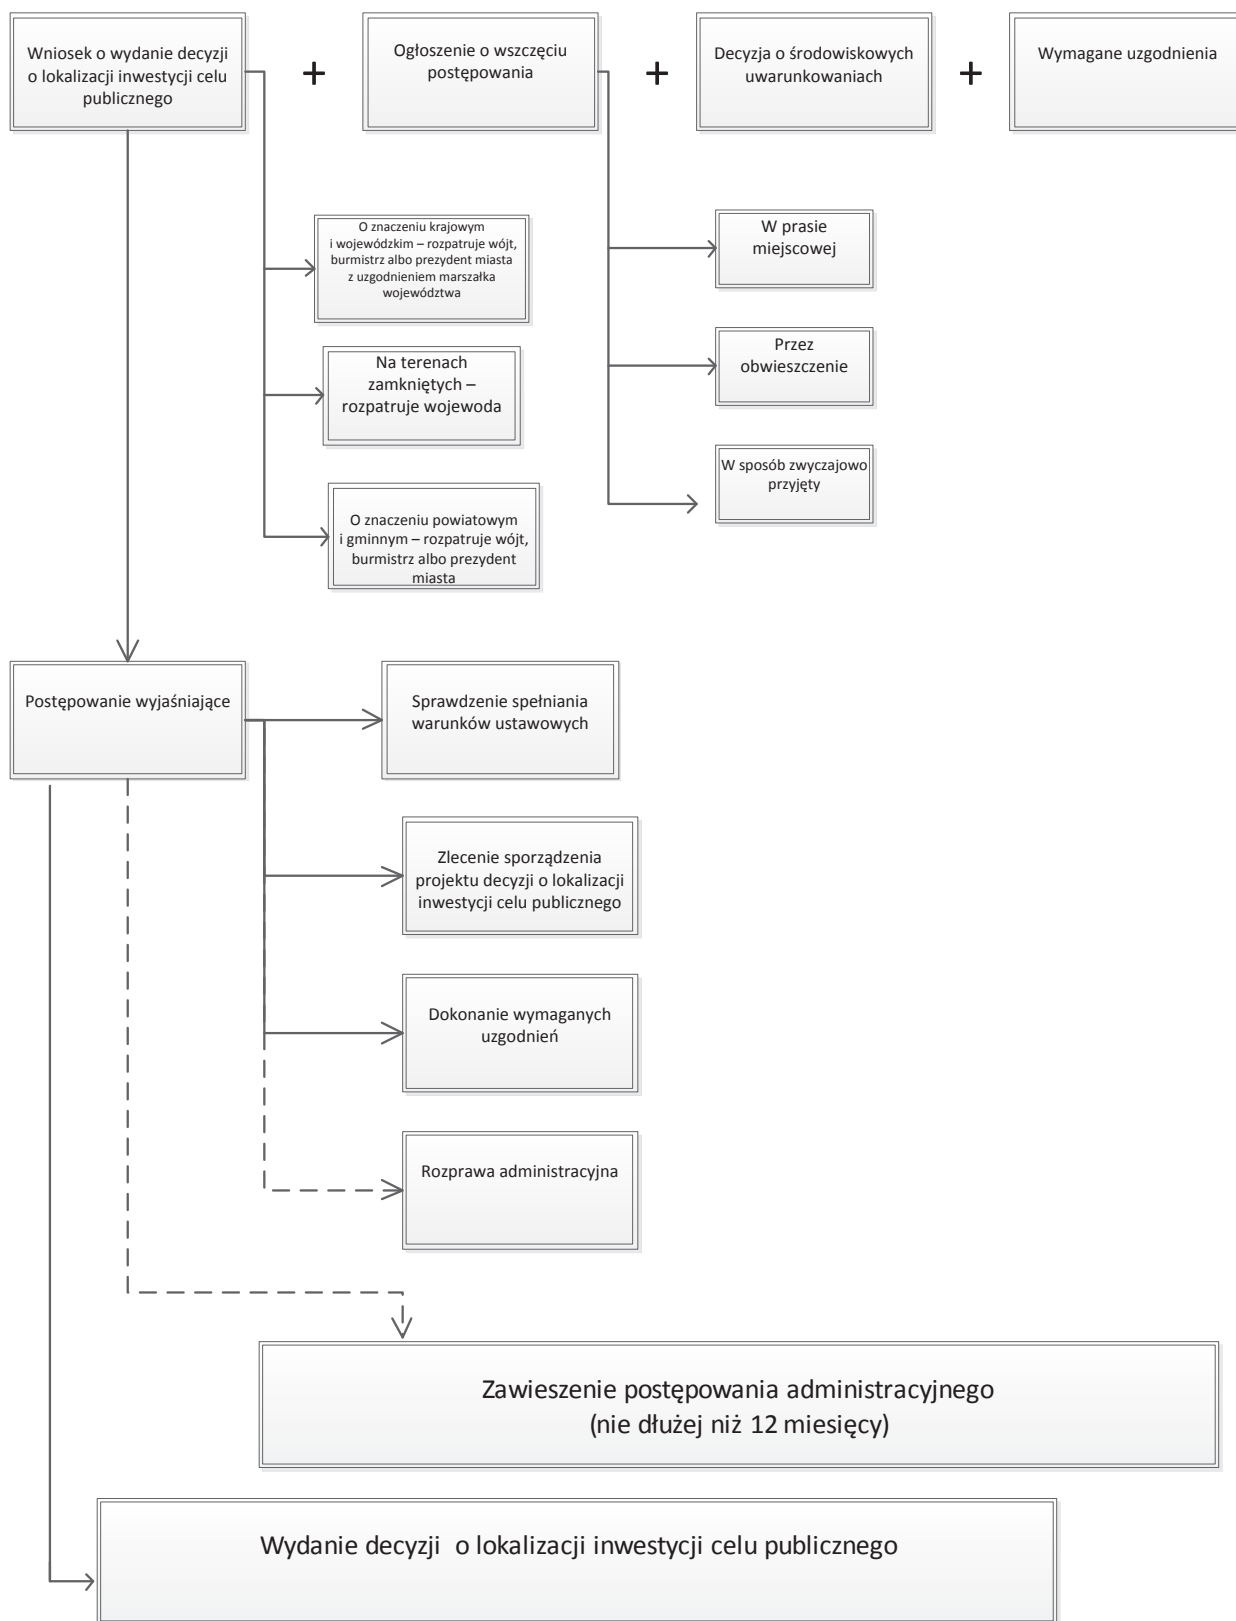 Wniosek o wydanie decyzji
o lokalizacji inwestycji celu
publicznego
+
Ogłoszenie o wszczęciu
postępowania
+
Decyzja o środowiskowych
uwarunkowaniach
+
Wymagane uzgodnienia
O znaczeniu krajowym
i wojewódzkim – rozpatruje wójt,
burmistrz albo prezydent miasta
z uzgodnieniem marszałka
województwa
W prasie
miejscowej
Na terenach
zamkniętych –
rozpatruje wojewoda
Przez
obwieszczenie
O znaczeniu powiatowym
i gminnym – rozpatruje wójt,
burmistrz albo prezydent
miasta
W sposób zwyczajowo
przyjęty
Postępowanie wyjaśniające
Sprawdzenie spełniania
warunków ustawowych
Zlecenie sporządzenia
projektu decyzji o lokalizacji
inwestycji celu publicznego
Dokonanie wymaganych
uzgodnień
Rozprawa administracyjna
Zawieszenie postępowania administracyjnego
(nie dłużej niż 12 miesięcy)
Wydanie decyzji o lokalizacji inwestycji celu publicznego